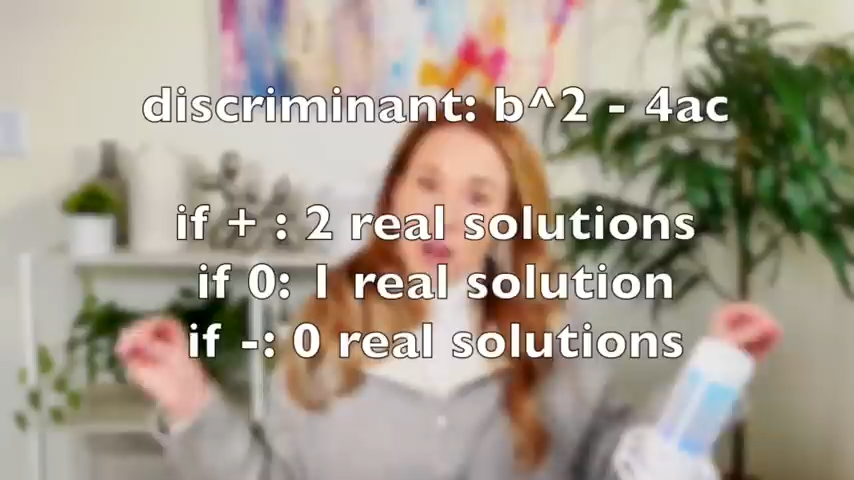 discriminant: b^2 - 4ac
if + : 2 real solutions
if 0: 1 real solution
if -: 0 real solutions